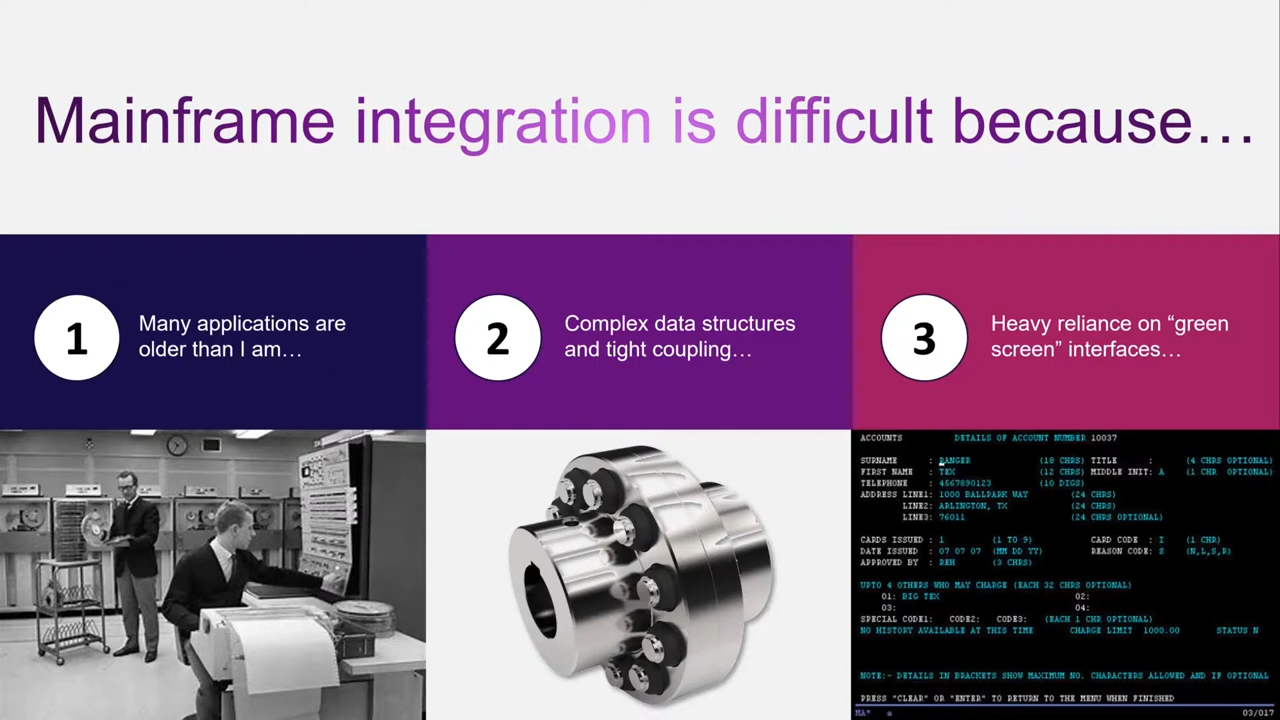 Mainframe integration is difficult because…
1
Many applications are
older than I am…
2
Complex data structures
and tight coupling…
3
Heavy reliance on “green
screen” interfaces…
ACCOUNTS DETAILS OF ACCOUNT NUMBER 10037
SURNAME : RANGER (18 CHRS) TITLE : (4 CHRS OPTIONAL)
FIRST NAME : TEX (12 CHRS) MIDDLE INIT: A (1 CHR OPTIONAL)
TELEPHONE : 4567890123 (10 DIGS)
ADDRESS LINE1: 1000 BALLPARK WAY (24 CHRS)
LINE2: ARLINGTON, TX (24 CHRS)
LINE3: 76011 (24 CHRS OPTIONAL)
CARDS ISSUED : 1 (1 TO 9) CARD CODE : I (1 CHR)
DATE ISSUED : 07 07 07 (MM DD YY) REASON CODE: S (N,L,S,R)
APPROVED BY : REH (3 CHRS)
UPTO 4 OTHERS WHO MAY CHARGE (EACH 32 CHRS OPTIONAL)
01: BIG TEX 02:
03: 04:
SPECIAL CODE1: CODE2: CODE3: (EACH 1 CHR OPTIONAL)
NO HISTORY AVAILABLE AT THIS TIME CHARGE LIMIT 1000.00 STATUS N
NOTE:- DETAILS IN BRACKETS SHOW MAXIMUM NO. CHARACTERS ALLOWED AND IF OPTIONAL
PRESS "CLEAR" OR "ENTER" TO RETURN TO THE MENU WHEN FINISHED
MA* 03/017